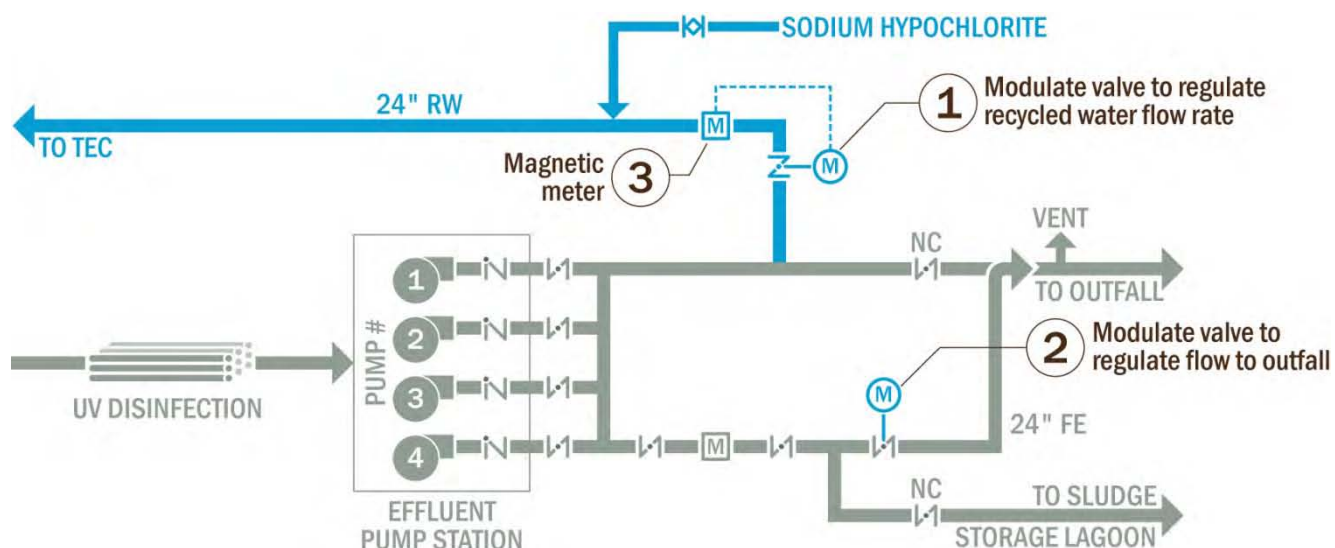 SODIUM HYPOCHLORITE
1
Modulate valve to regulate
recycled water flow rate
24" RW
M
TO TEC
Magnetic
meter
3
M
VENT
NC
TO OUTFALL
PUMP #
1
2
3
4
UV DISINFECTION
2
Modulate valve to
regulate flow to outfall
M
24" FE
M
NC
TO SLUDGE
STORAGE LAGOON
EFFLUENT
PUMP STATION